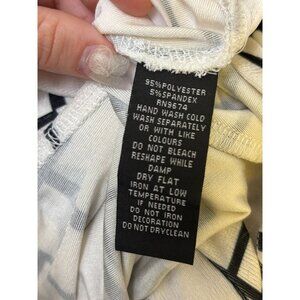 95%POLYESTER
5%SPANDEX
RN9674
HAND WASH COLD
WASH SEPARATELY
OR WITH LIKE
COLOURS
DO NOT BLEACH
RESHAPE WHILE
DAMP
DRY FLAT
IRON AT LOW
TEMPERATURE
IF NEEDED
DO NOT IRON
DECORATION
DO NOT DRYCLEAN